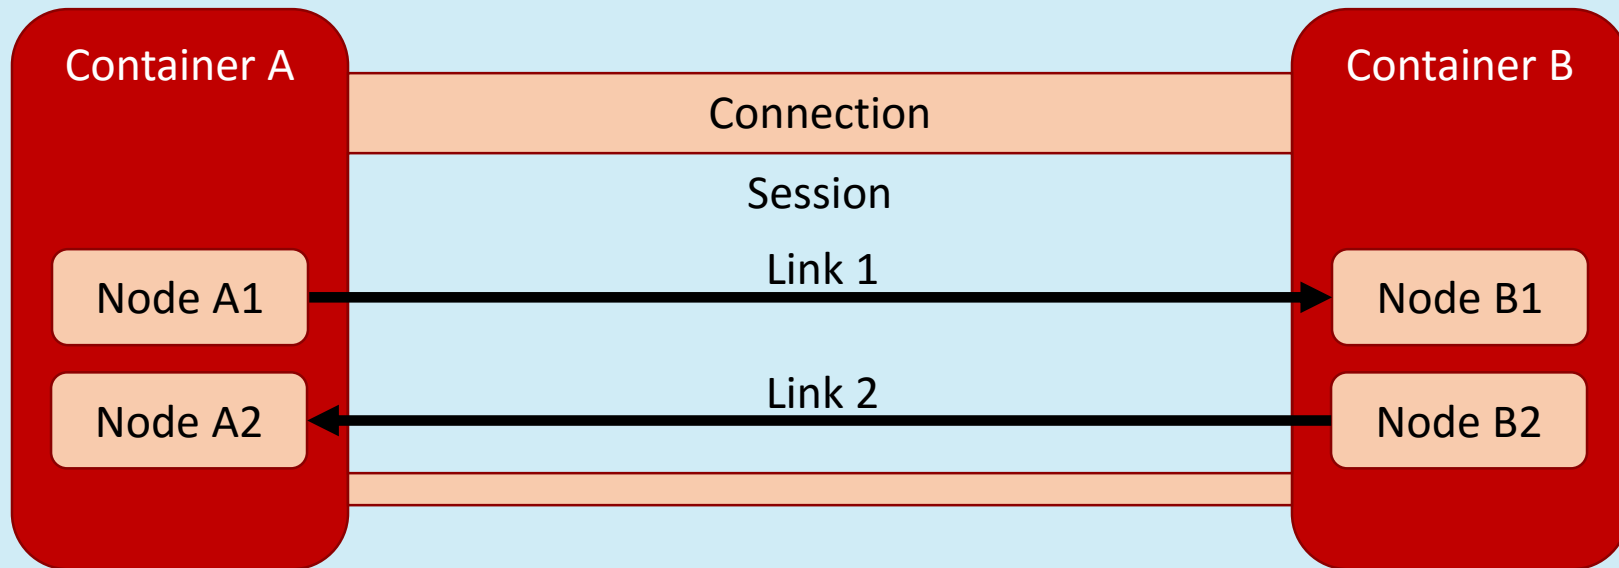 Container A
Container B
Connection
Session
Link 1
Node A1
Node B1
Link 2
Node A2
Node B2